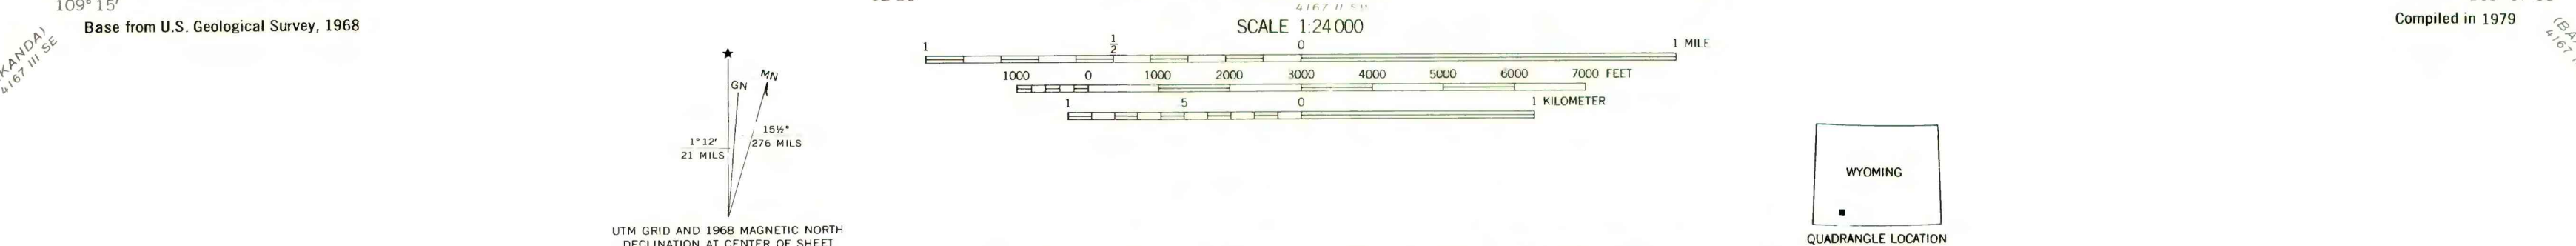 109° 15'
Base from U.S. Geological Survey, 1968
KANDA)
4167 III SE
★
GN
MN
1°12'
21 MILS
15½°
276 MILS
UTM GRID AND 1968 MAGNETIC NORTH
DECLINATION AT CENTER OF SHEET
SCALE 1:24 000
1 ½ 0 1 MILE
1000 0 1000 2000 3000 4000 5000 6000 7000 FEET
1 5 0 1 KILOMETER
WYOMING
QUADRANGLE LOCATION
Compiled in 1979